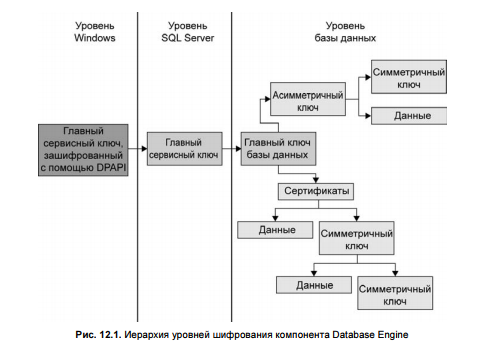 Уровень
Windows
Уровень
SQL Server
Уровень
базы данных
Симметричный
ключ
Асимметричный
ключ
Данные
Главный
сервисный ключ,
зашифрованный
с помощью DPAPI
Главный
сервисный ключ
Главный ключ
базы данных
Сертификаты
Данные
Симметричный
ключ
Данные
Симметричный
ключ
Рис. 12.1. Иерархия уровней шифрования компонента Database Engine